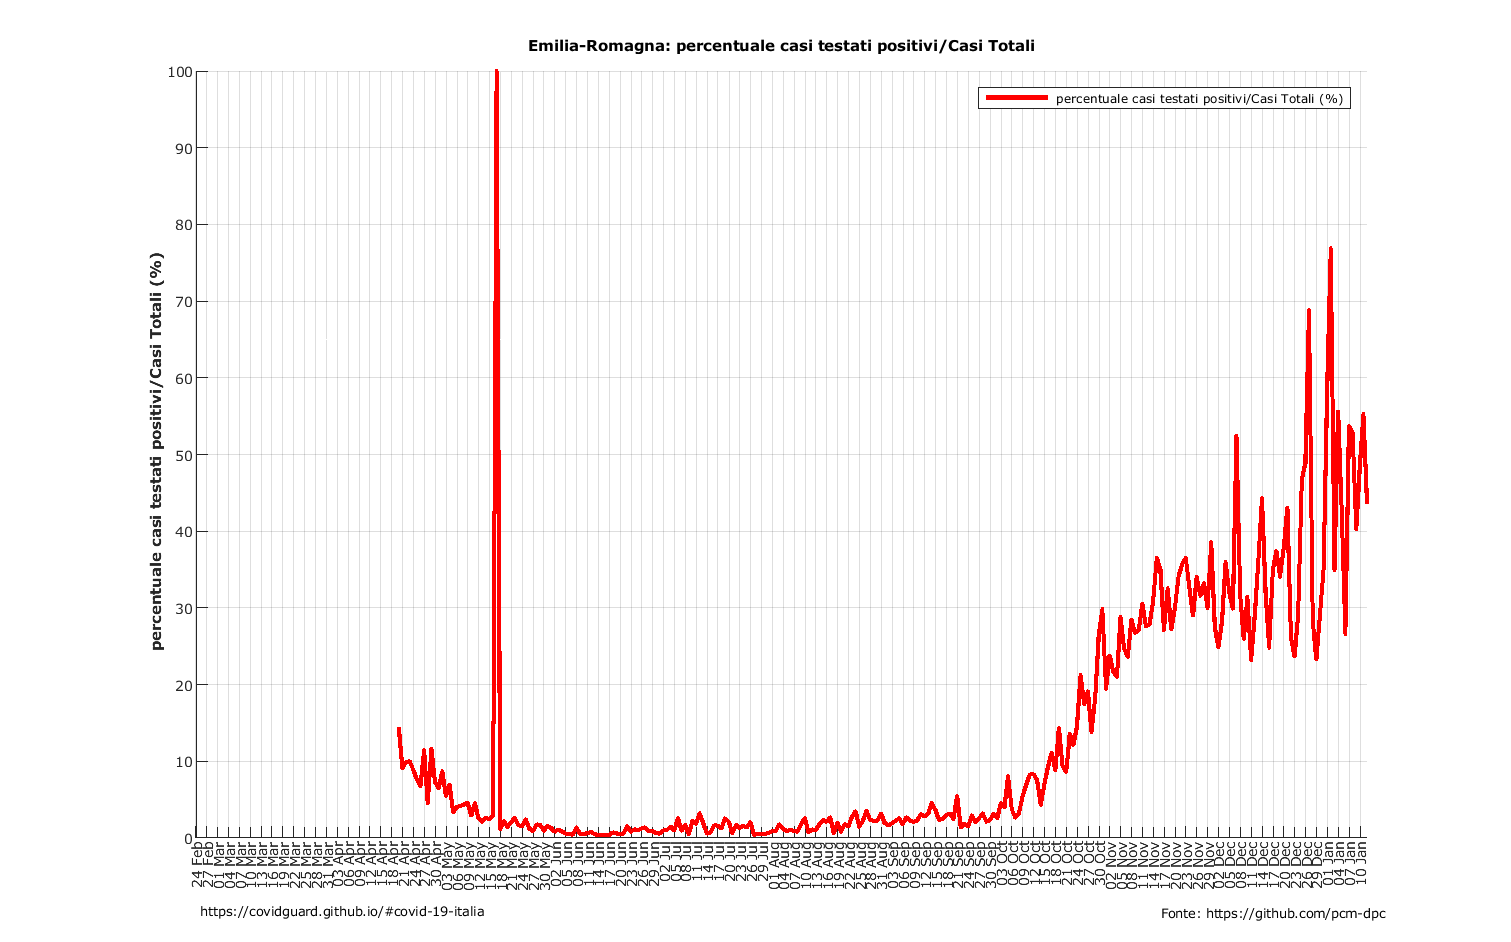 Emilia-Romagna: percentuale casi testati positivi/Casi Totali
percentuale casi testati positivi/Casi Totali (%)
percentuale casi testati positivi/Casi Totali (%)
100
90
80
70
60
50
40
30
20
10
0
24 Feb
27 Feb
01 Mar
04 Mar
07 Mar
10 Mar
13 Mar
16 Mar
19 Mar
22 Mar
25 Mar
28 Mar
31 Mar
03 Apr
06 Apr
09 Apr
12 Apr
15 Apr
18 Apr
21 Apr
24 Apr
27 Apr
30 Apr
03 May
06 May
09 May
12 May
15 May
18 May
21 May
24 May
27 May
30 May
02 Jun
05 Jun
08 Jun
11 Jun
14 Jun
17 Jun
20 Jun
23 Jun
26 Jun
29 Jun
02 Jul
05 Jul
08 Jul
11 Jul
14 Jul
17 Jul
20 Jul
23 Jul
26 Jul
29 Jul
01 Aug
04 Aug
07 Aug
10 Aug
13 Aug
16 Aug
19 Aug
22 Aug
25 Aug
28 Aug
31 Aug
03 Sep
06 Sep
09 Sep
12 Sep
15 Sep
18 Sep
21 Sep
24 Sep
27 Sep
30 Sep
03 Oct
06 Oct
09 Oct
12 Oct
15 Oct
18 Oct
21 Oct
24 Oct
27 Oct
30 Oct
02 Nov
05 Nov
08 Nov
11 Nov
14 Nov
17 Nov
20 Nov
23 Nov
26 Nov
29 Nov
02 Dec
05 Dec
08 Dec
11 Dec
14 Dec
17 Dec
20 Dec
23 Dec
26 Dec
29 Dec
01 Jan
04 Jan
07 Jan
10 Jan
https://covidguard.github.io/#covid-19-italia
Fonte: https://github.com/pcm-dpc